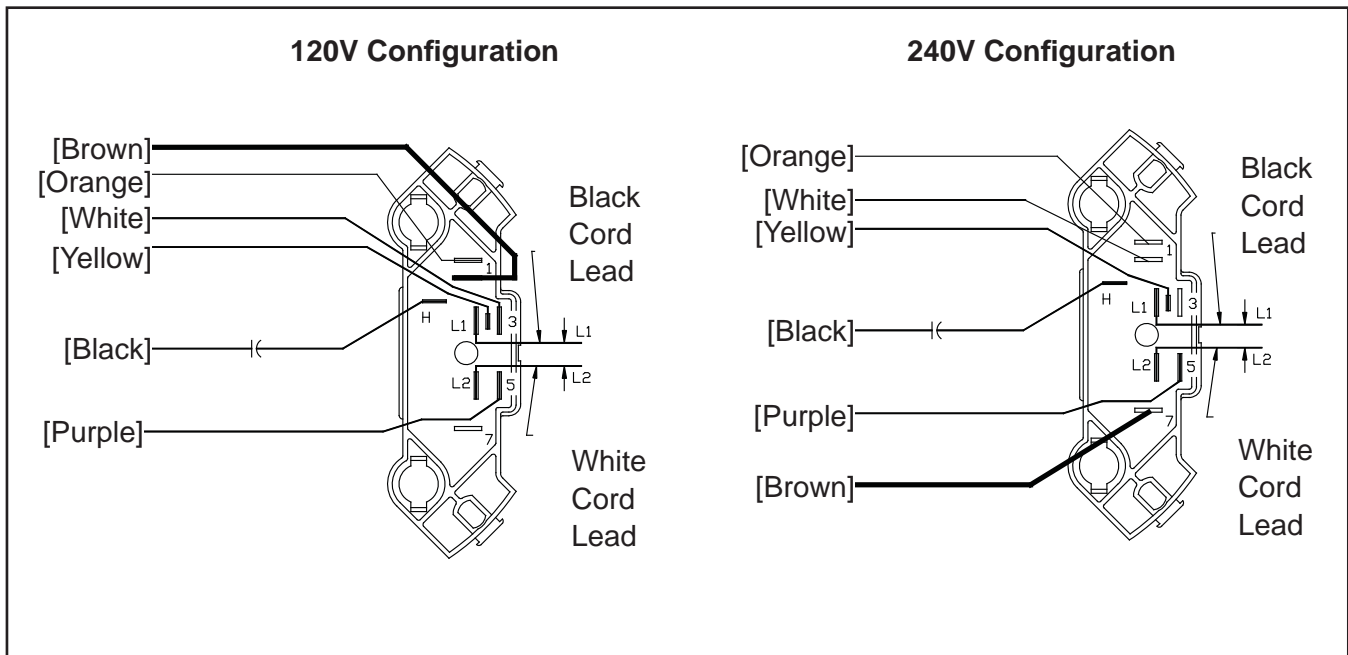 120V Configuration
[Brown]
[Orange]
[White]
[Yellow]
[Black]
[Purple]
1
H
L1
3
L2
5
7
L1
L2
Black
Cord
Lead
White
Cord
Lead
240V Configuration
[Orange]
[White]
[Yellow]
[Black]
[Purple]
[Brown]
1
H
L1
3
L2
5
7
L1
L2
Black
Cord
Lead
White
Cord
Lead